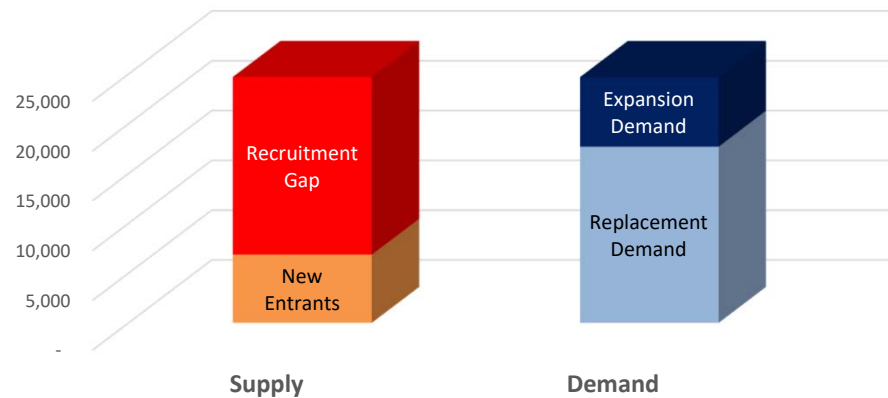 25,000
20,000
15,000
10,000
5,000
-
Recruitment
Gap
New
Entrants
Expansion
Demand
Replacement
Demand
Supply
Demand